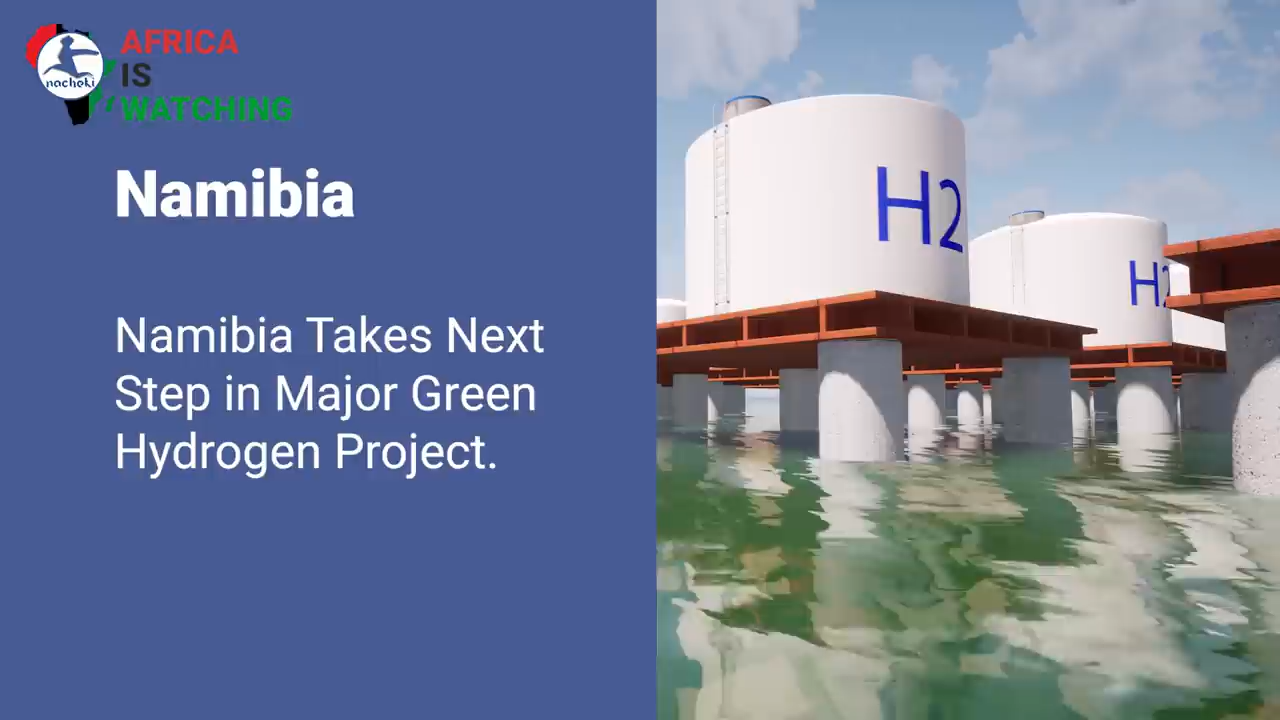 AFRICA
IS
WATCHING
nacheki
Namibia
Namibia Takes Next
Step in Major Green
Hydrogen Project.
H2
H2